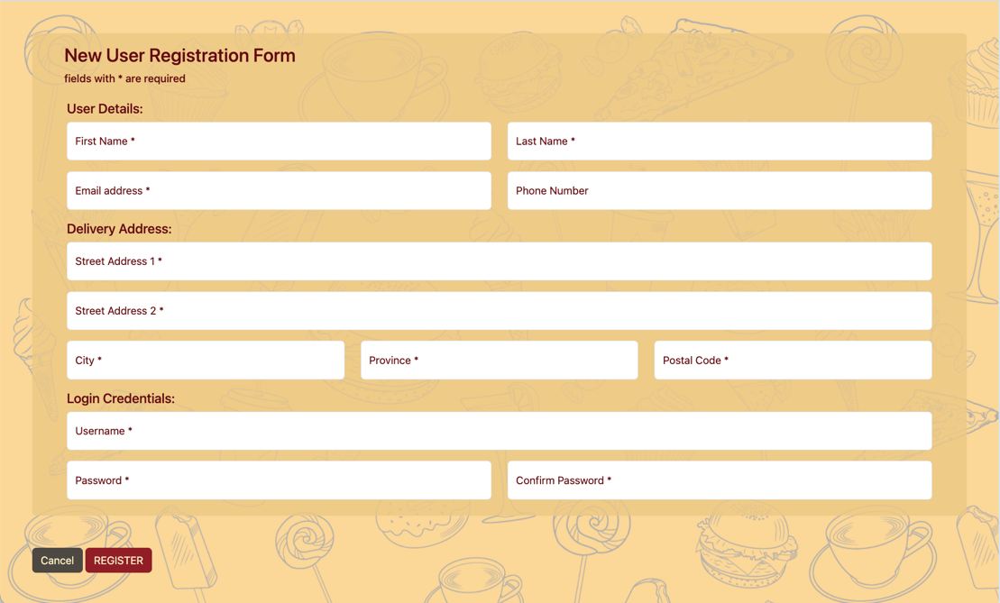 New User Registration Form
fields with * are required
User Details:
First Name * Last Name *
Email address * Phone Number
Delivery Address:
Street Address 1 *
Street Address 2 *
City * Province * Postal Code *
Login Credentials:
Username *
Password * Confirm Password *
Cancel REGISTER